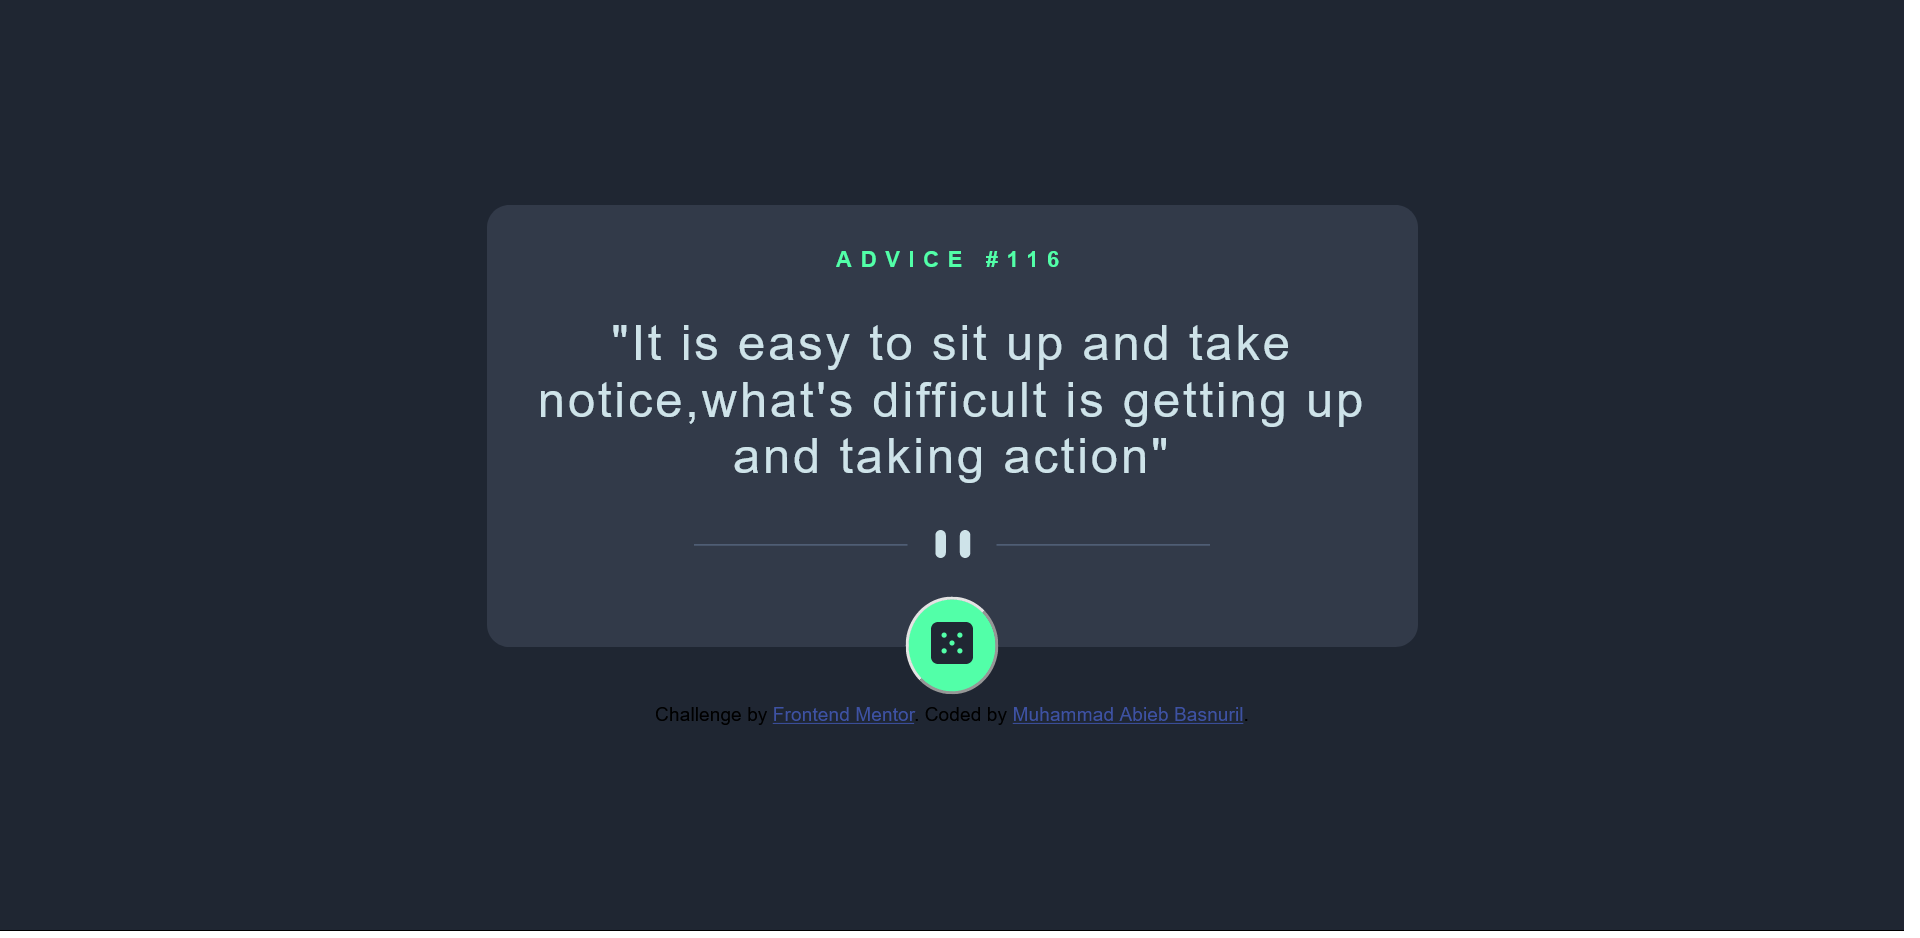 ADVICE #116
"It is easy to sit up and take
notice,what's difficult is getting up
and taking action"
Challenge by Frontend Mentor. Coded by Muhammad Abieb Basnuril.